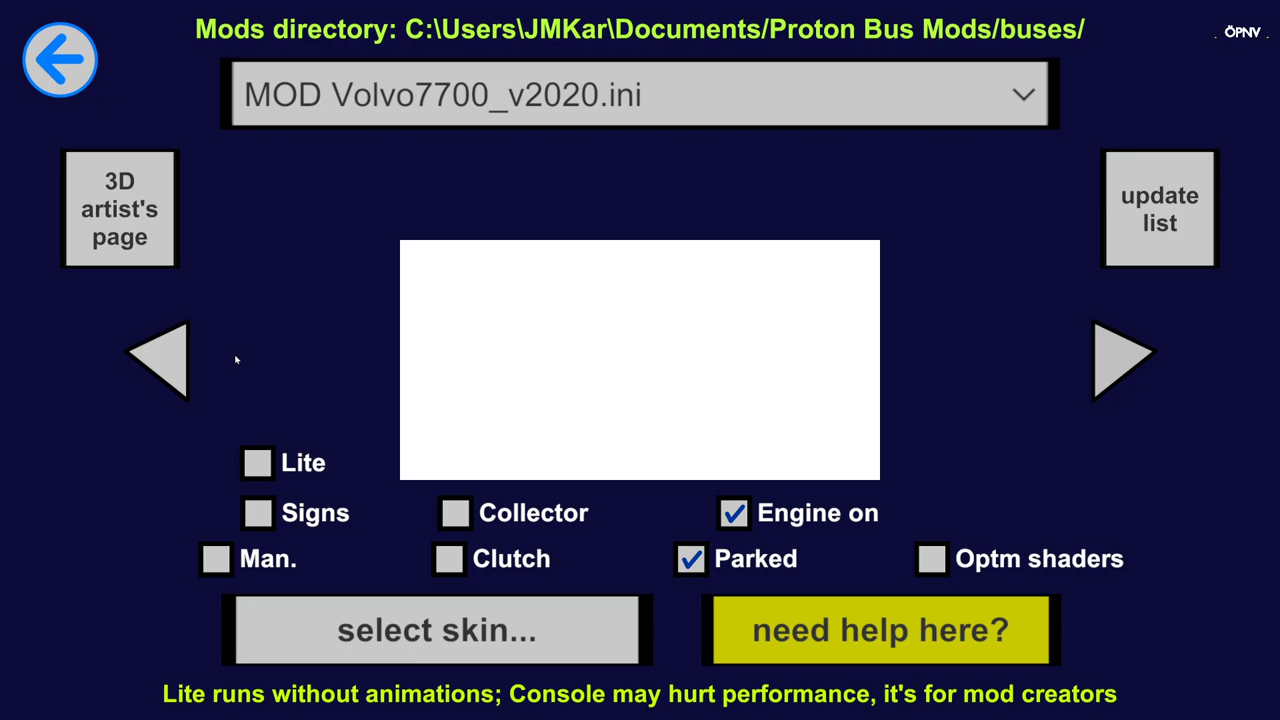 Mods directory: C:\Users\JMKar\Documents/Proton Bus Mods/buses/
. ÖPNV .
MOD Volvo7700_v2020.ini
3D
artist's
page
update
list
Lite
Signs Collector Engine on
Man. Clutch Parked Optm shaders
select skin... need help here?
Lite runs without animations; Console may hurt performance, it's for mod creators